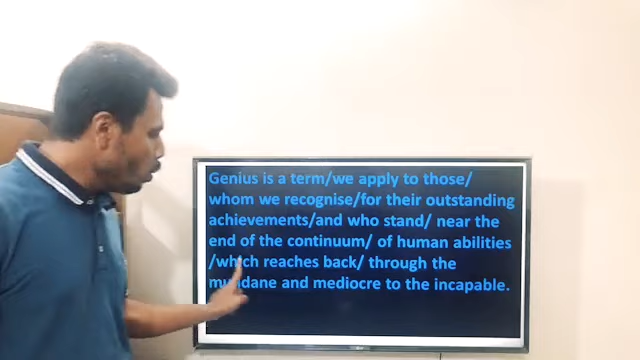 Genius is a term/we apply to those/
whom we recognise/for their outstanding
achievements/and who stand/ near the
end of the continuum/ of human abilities
/which reaches back/ through the
mundane and mediocre to the incapable.